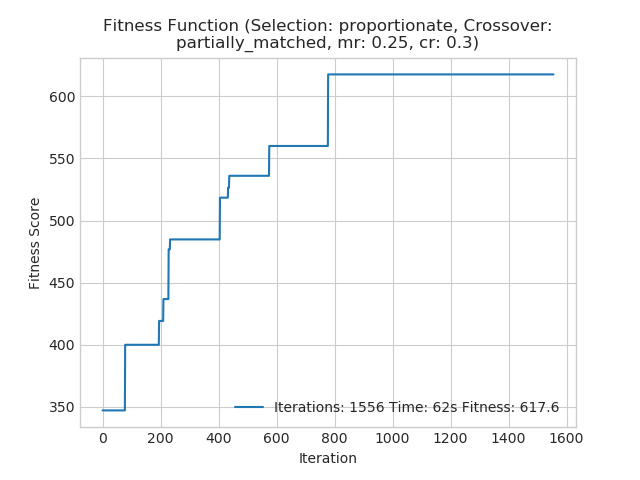 Fitness Function (Selection: proportionate, Crossover:
partially_matched, mr: 0.25, cr: 0.3)
Fitness Score
600
550
500
450
400
350
Iterations: 1556 Time: 62s Fitness: 617.6
0 200 400 600 800 1000 1200 1400 1600
Iteration